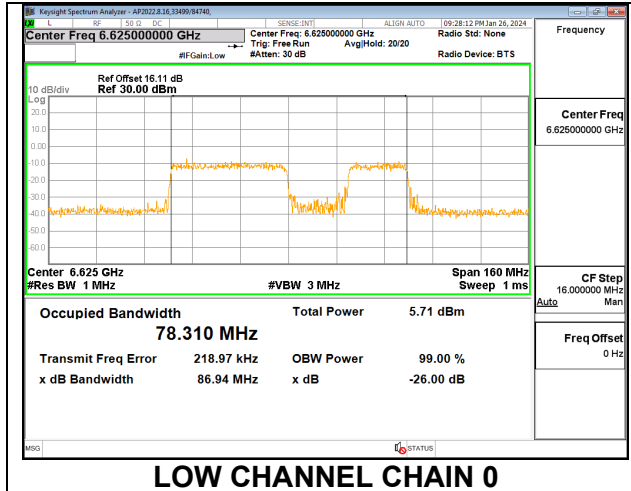 Keysight Spectrum Analyzer - AP2022.8.16,33499/84740,
L RF 50 Ω DC SENSE:INT ALIGN AUTO 09:28:12 PM Jan 26, 2024
Center Freq 6.625000000 GHz
Center Freq: 6.625000000 GHz Radio Std: None
Trig: Free Run Avg|Hold: 20/20
#IFGain:Low #Atten: 30 dB Radio Device: BTS
Frequency
Ref Offset 16.11 dB
10 dB/div Ref 30.00 dBm
Log
20.0
10.0
0.00
-10.0
-20.0
-30.0
-40.0
-50.0
-60.0
Center Freq
6.625000000 GHz
Center 6.625 GHz Span 160 MHz
#Res BW 1 MHz #VBW 3 MHz Sweep 1 ms
CF Step
16.000000 MHz
Auto Man
Freq Offset
0 Hz
Occupied Bandwidth Total Power 5.71 dBm
78.310 MHz
Transmit Freq Error 218.97 kHz OBW Power 99.00 %
x dB Bandwidth 86.94 MHz x dB -26.00 dB
MSG STATUS
LOW CHANNEL CHAIN 0